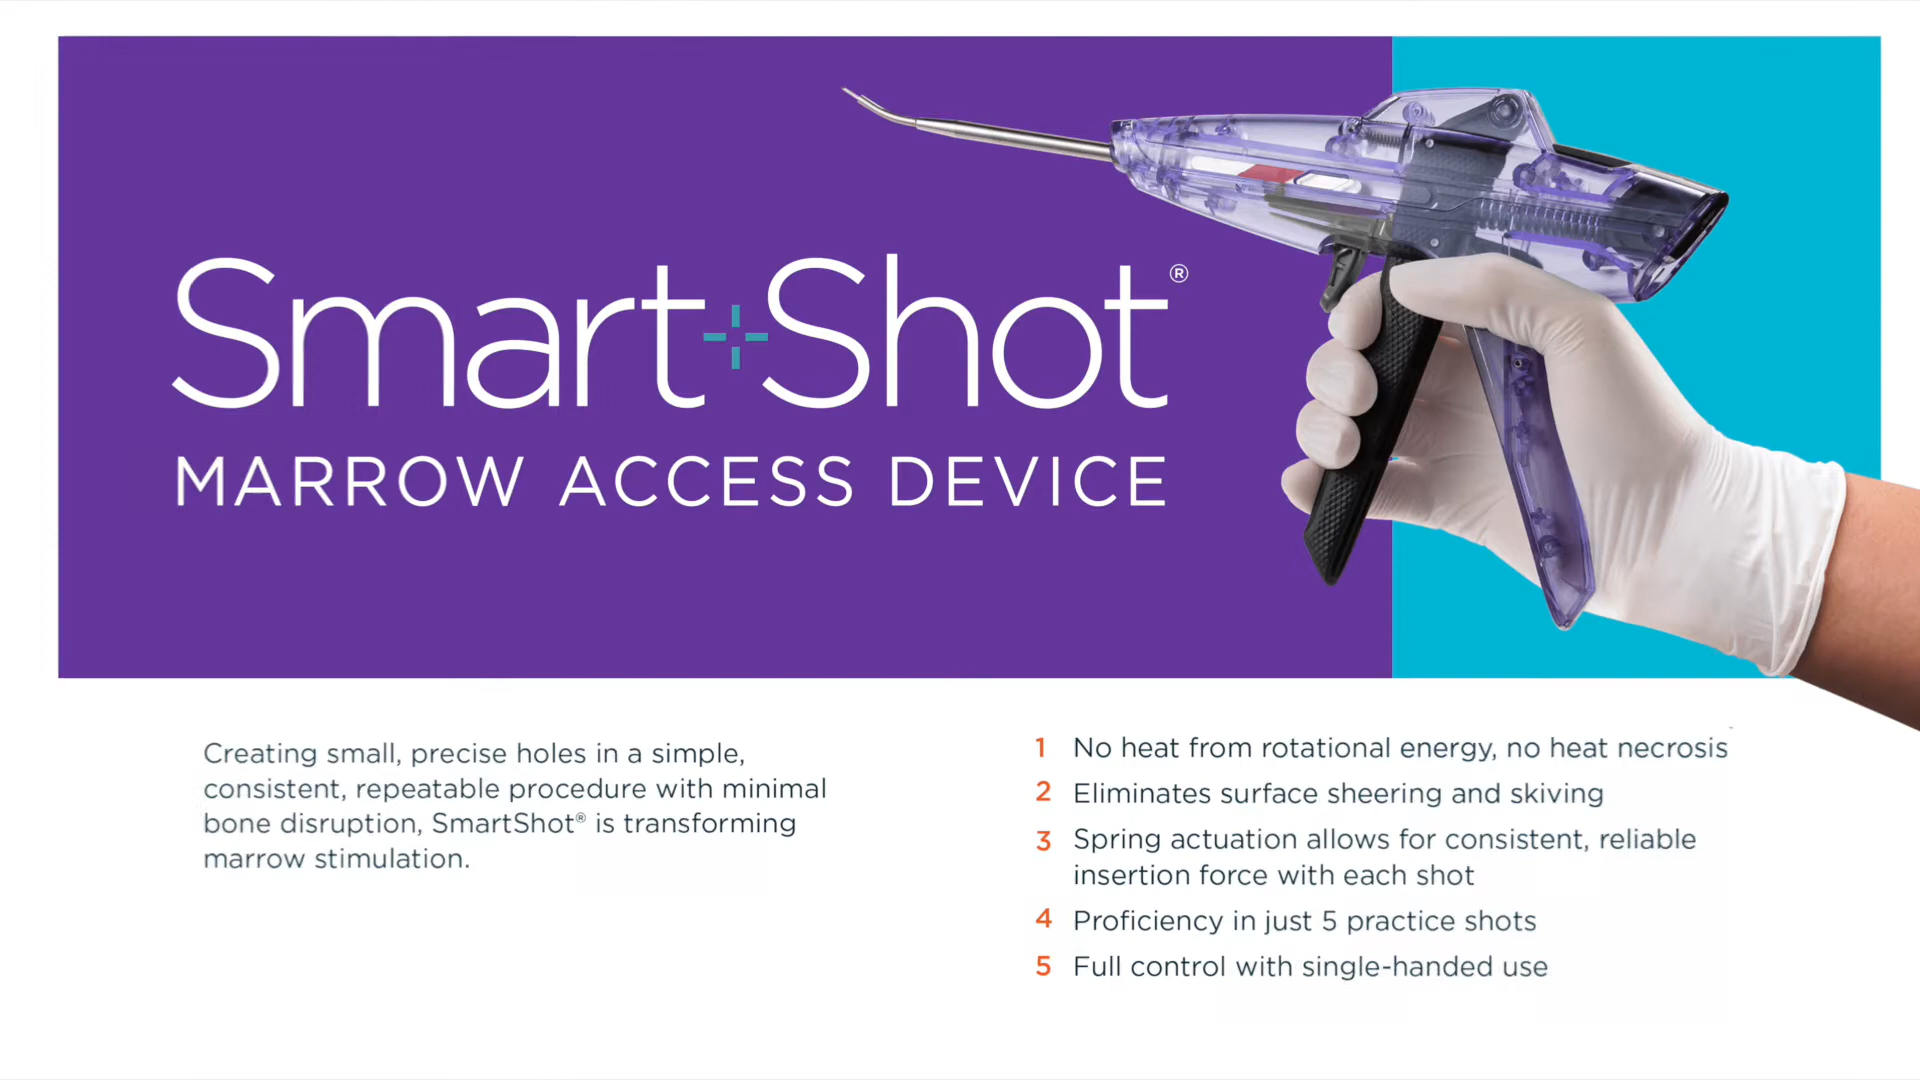 Smart Shot®
MARROW ACCESS DEVICE
Creating small, precise holes in a simple,
consistent, repeatable procedure with minimal
bone disruption, SmartShot® is transforming
marrow stimulation.
1 No heat from rotational energy, no heat necrosis
2 Eliminates surface sheering and skiving
3 Spring actuation allows for consistent, reliable
insertion force with each shot
4 Proficiency in just 5 practice shots
5 Full control with single-handed use